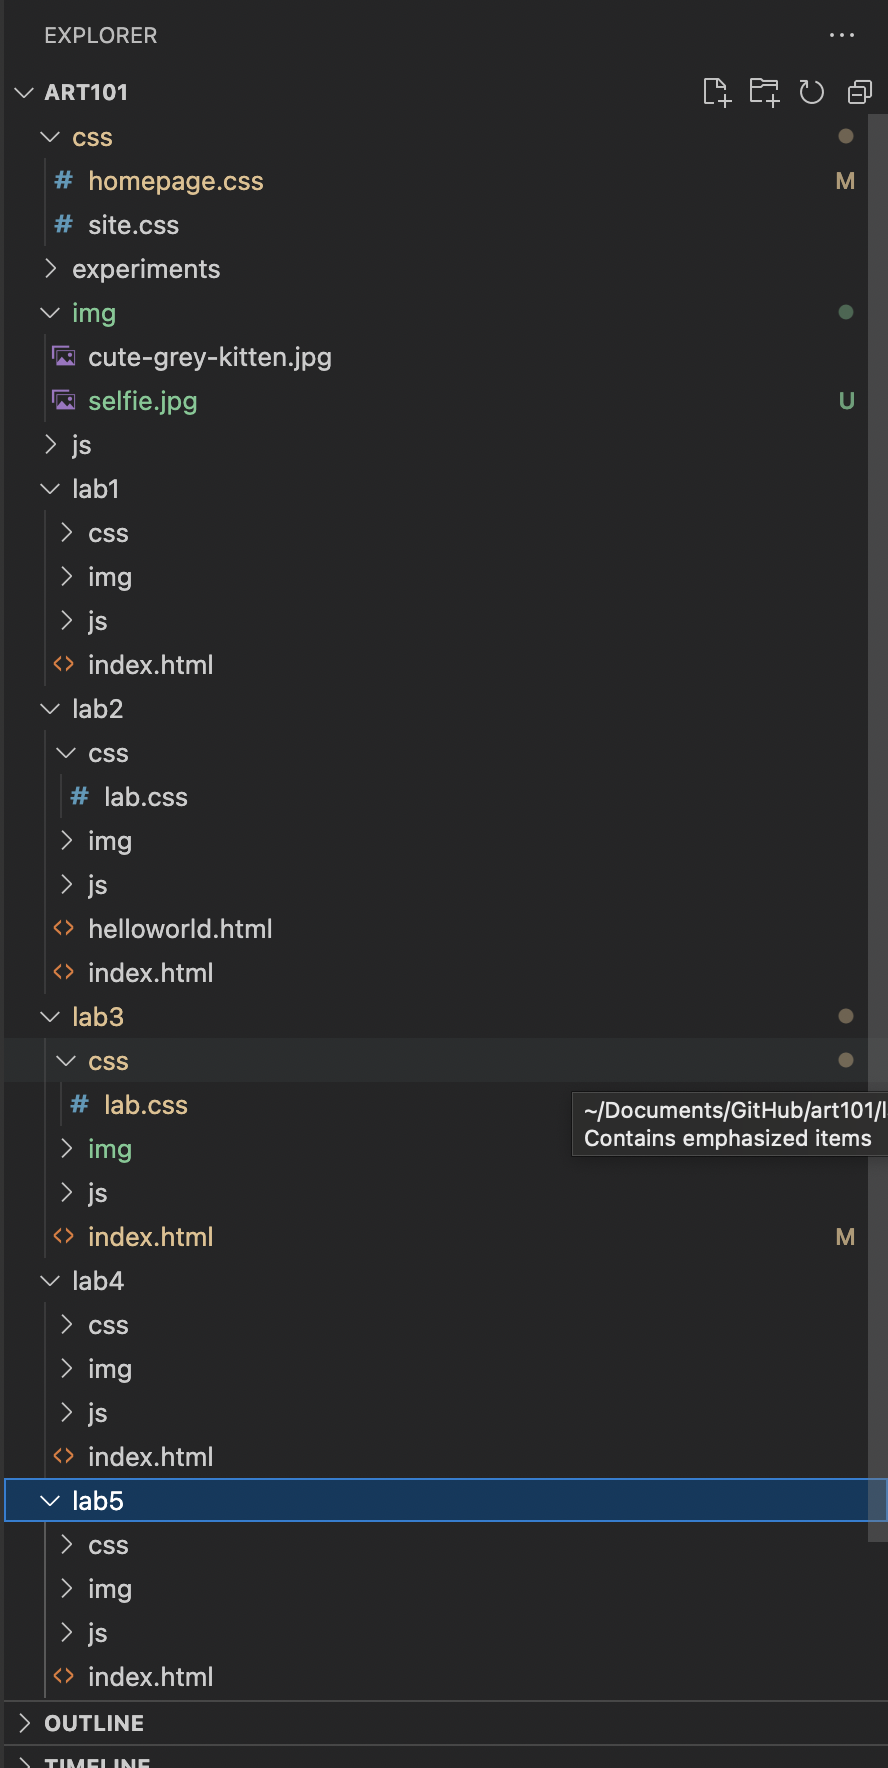 EXPLORER
ART101
css
# homepage.css M
# site.css
experiments
img
cute-grey-kitten.jpg
selfie.jpg U
js
lab1
css
img
js
<> index.html
lab2
css
# lab.css
img
js
<> helloworld.html
<> index.html
lab3
css
# lab.css
~/Documents/GitHub/art101/l
Contains emphasized items
img
js
<> index.html M
lab4
css
img
js
<> index.html
lab5
css
img
js
<> index.html
OUTLINE
TIMELINE